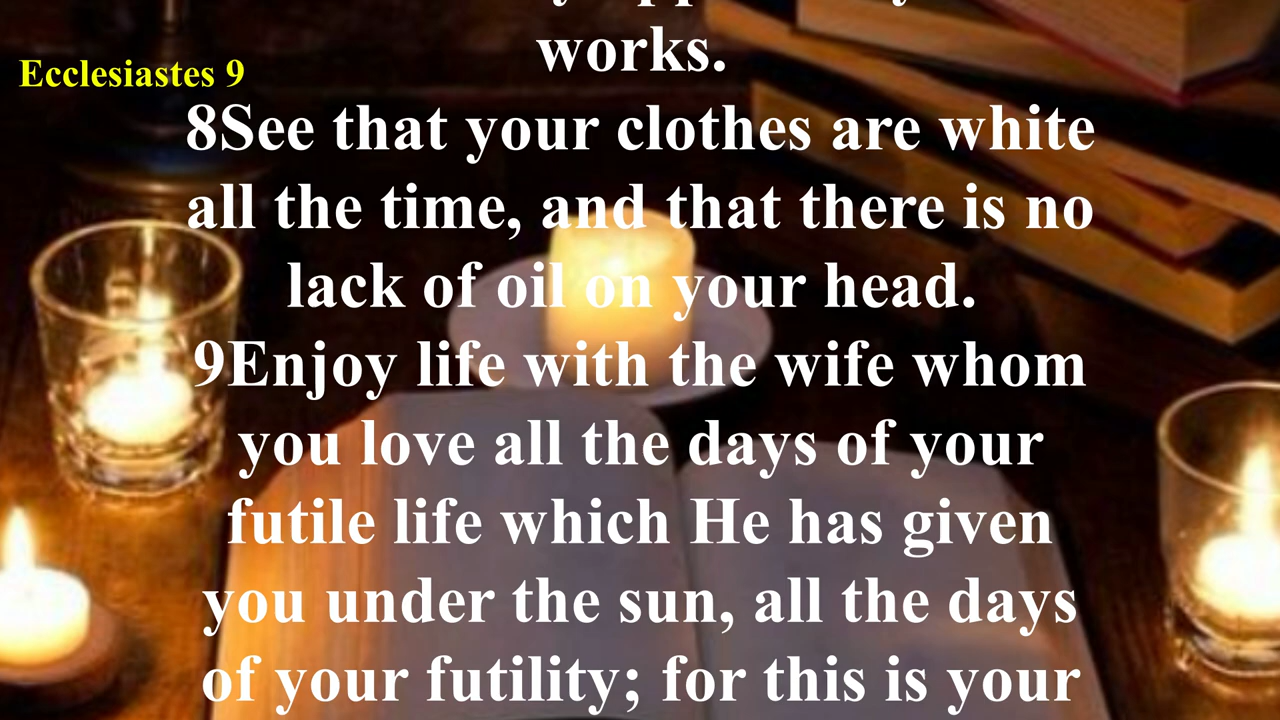 works.
Ecclesiastes 9
8See that your clothes are white
all the time, and that there is no
lack of oil on your head.
9Enjoy life with the wife whom
you love all the days of your
futile life which He has given
you under the sun, all the days
of your futility; for this is your